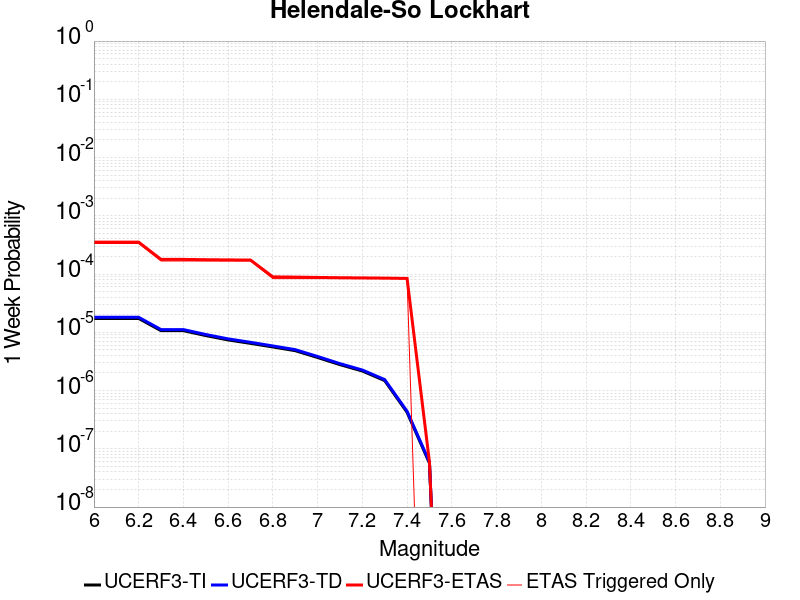 Helendale-So Lockhart
10^0
10^-1
10^-2
10^-3
10^-4
10^-5
10^-6
10^-7
10^-8
1 Week Probability
6 6.2 6.4 6.6 6.8 7 7.2 7.4 7.6 7.8 8 8.2 8.4 8.6 8.8 9
Magnitude
UCERF3-TI UCERF3-TD UCERF3-ETAS ETAS Triggered Only